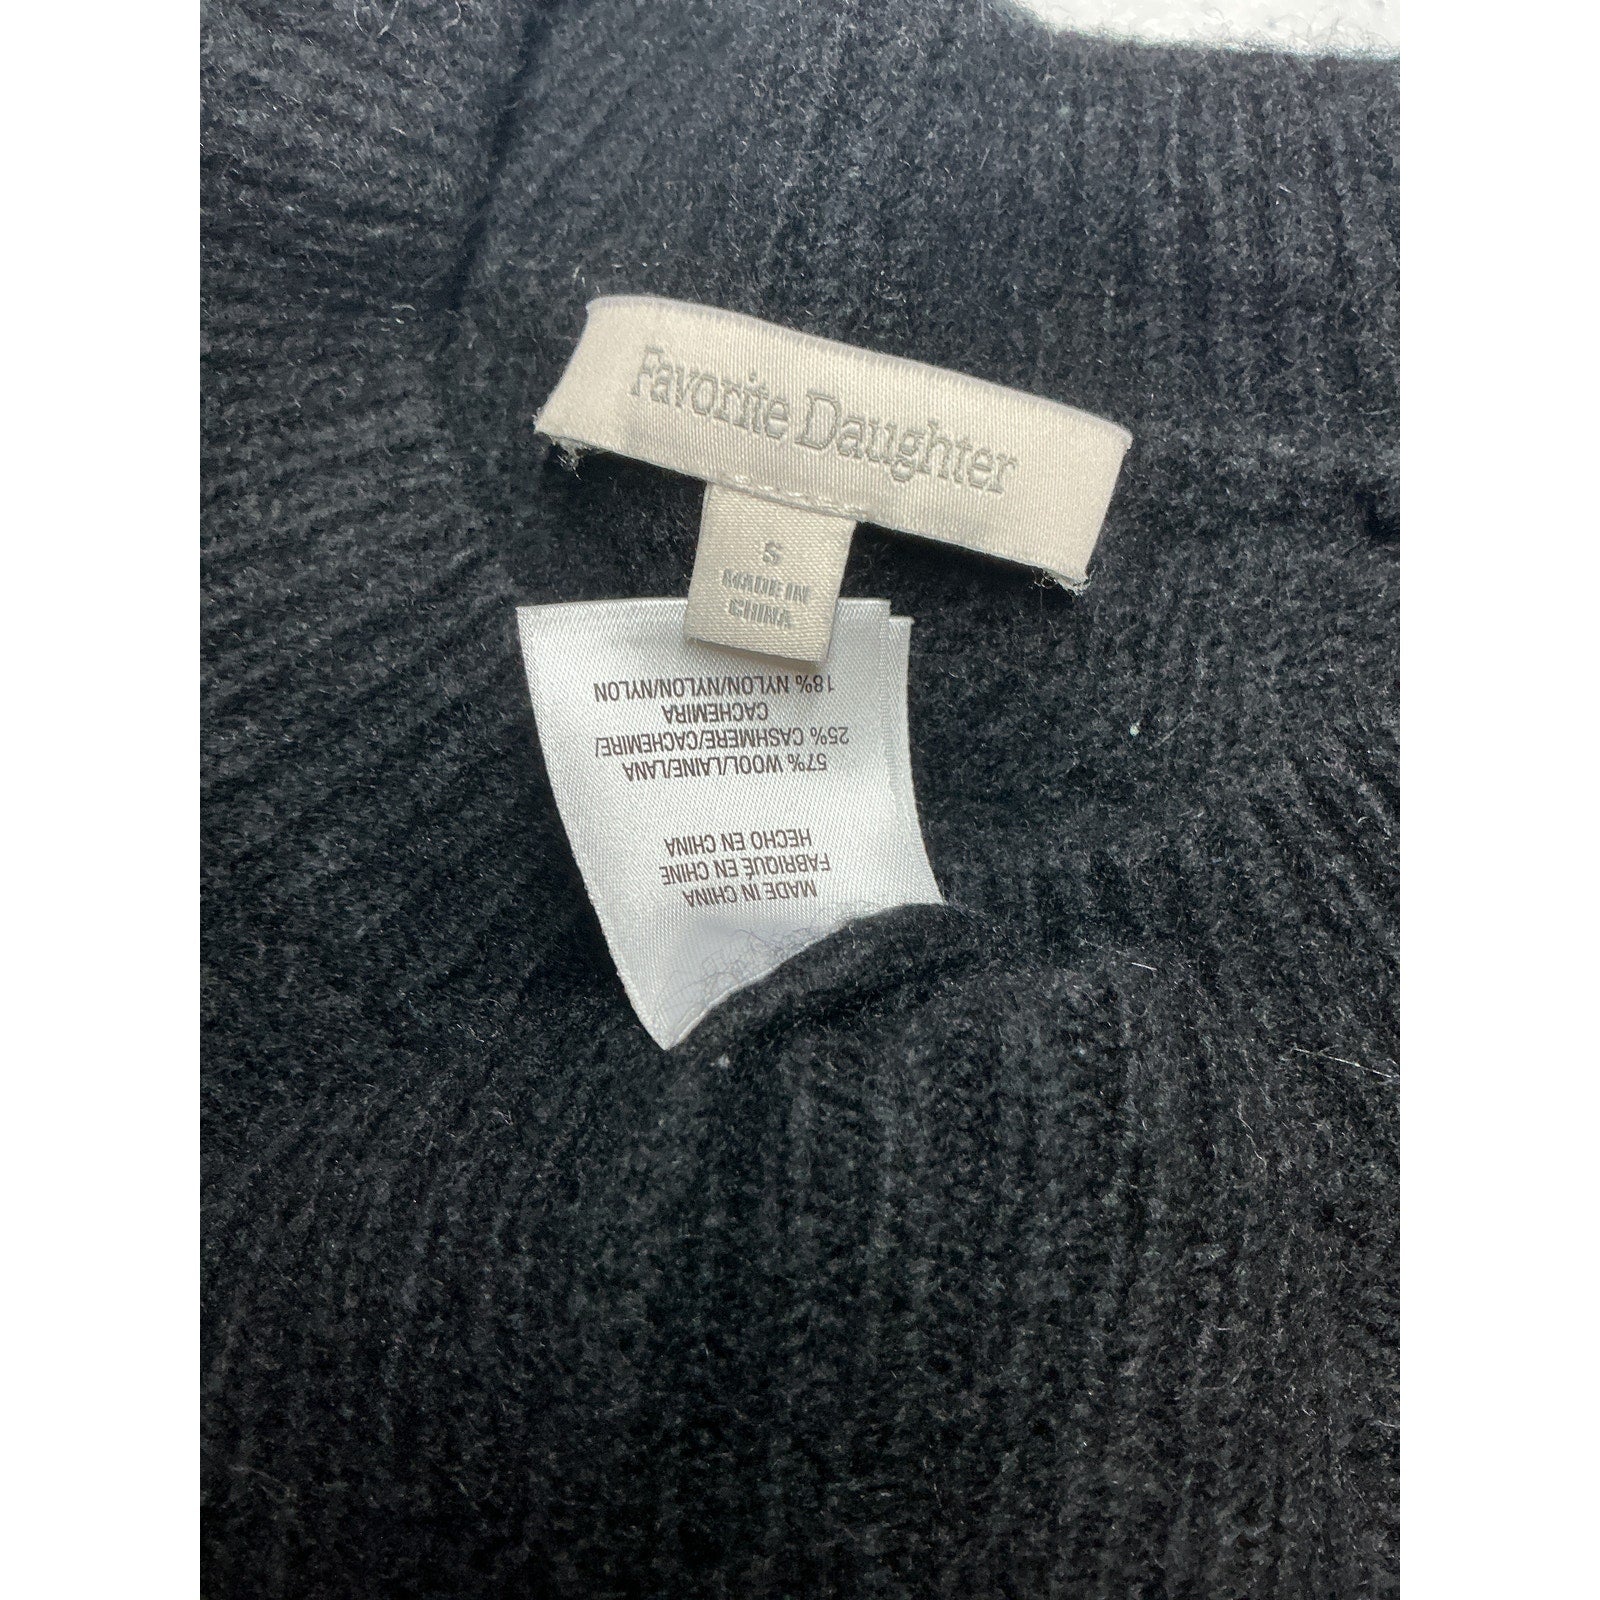 Favorite Daughter
S
MADE IN
CHINA
MADE IN CHINA
FABRIQUÉ EN CHINE
HECHO EN CHINA
57% WOOL/LAINE/LANA
25% CASHMERE/CACHEMIRE/
CACHEMIRA
18% NYLON/NYLON/NYLON